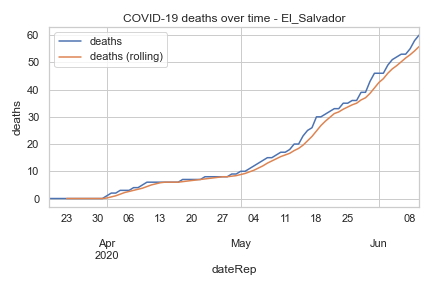 COVID-19 deaths over time - El_Salvador
deaths
deaths (rolling)
60
50
40
30
20
10
0
deaths
23 30 06 13 20 27 04 11 18 25 08
Apr May Jun
2020
dateRep